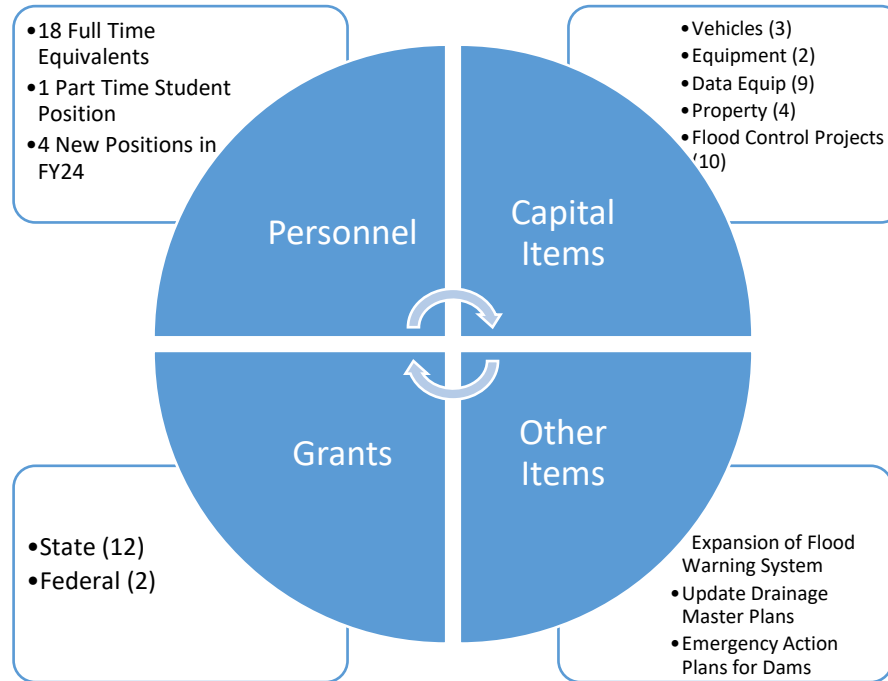 •18 Full Time
Equivalents
•1 Part Time Student
Position
•4 New Positions in
FY24
•Vehicles (3)
•Equipment (2)
•Data Equip (9)
•Property (4)
•Flood Control Projects
(10)
Personnel
Capital
Items
Grants
Other
Items
•State (12)
•Federal (2)
Expansion of Flood
Warning System
•Update Drainage
Master Plans
•Emergency Action
Plans for Dams